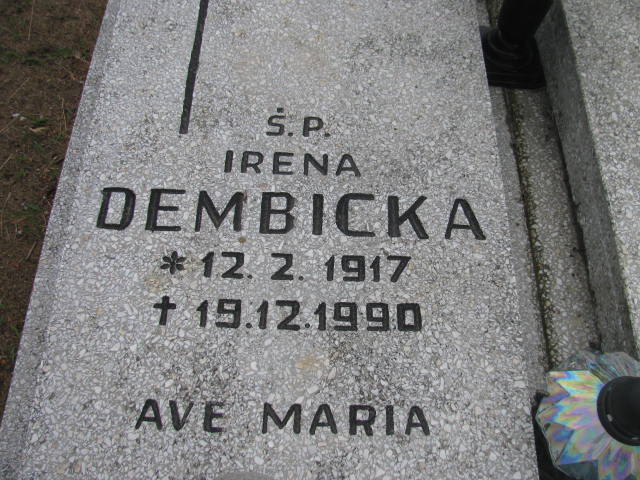 Ś.P.
IRENA
DEMBICKA
* 12. 2. 1917
† 19.12.1990
AVE MARIA